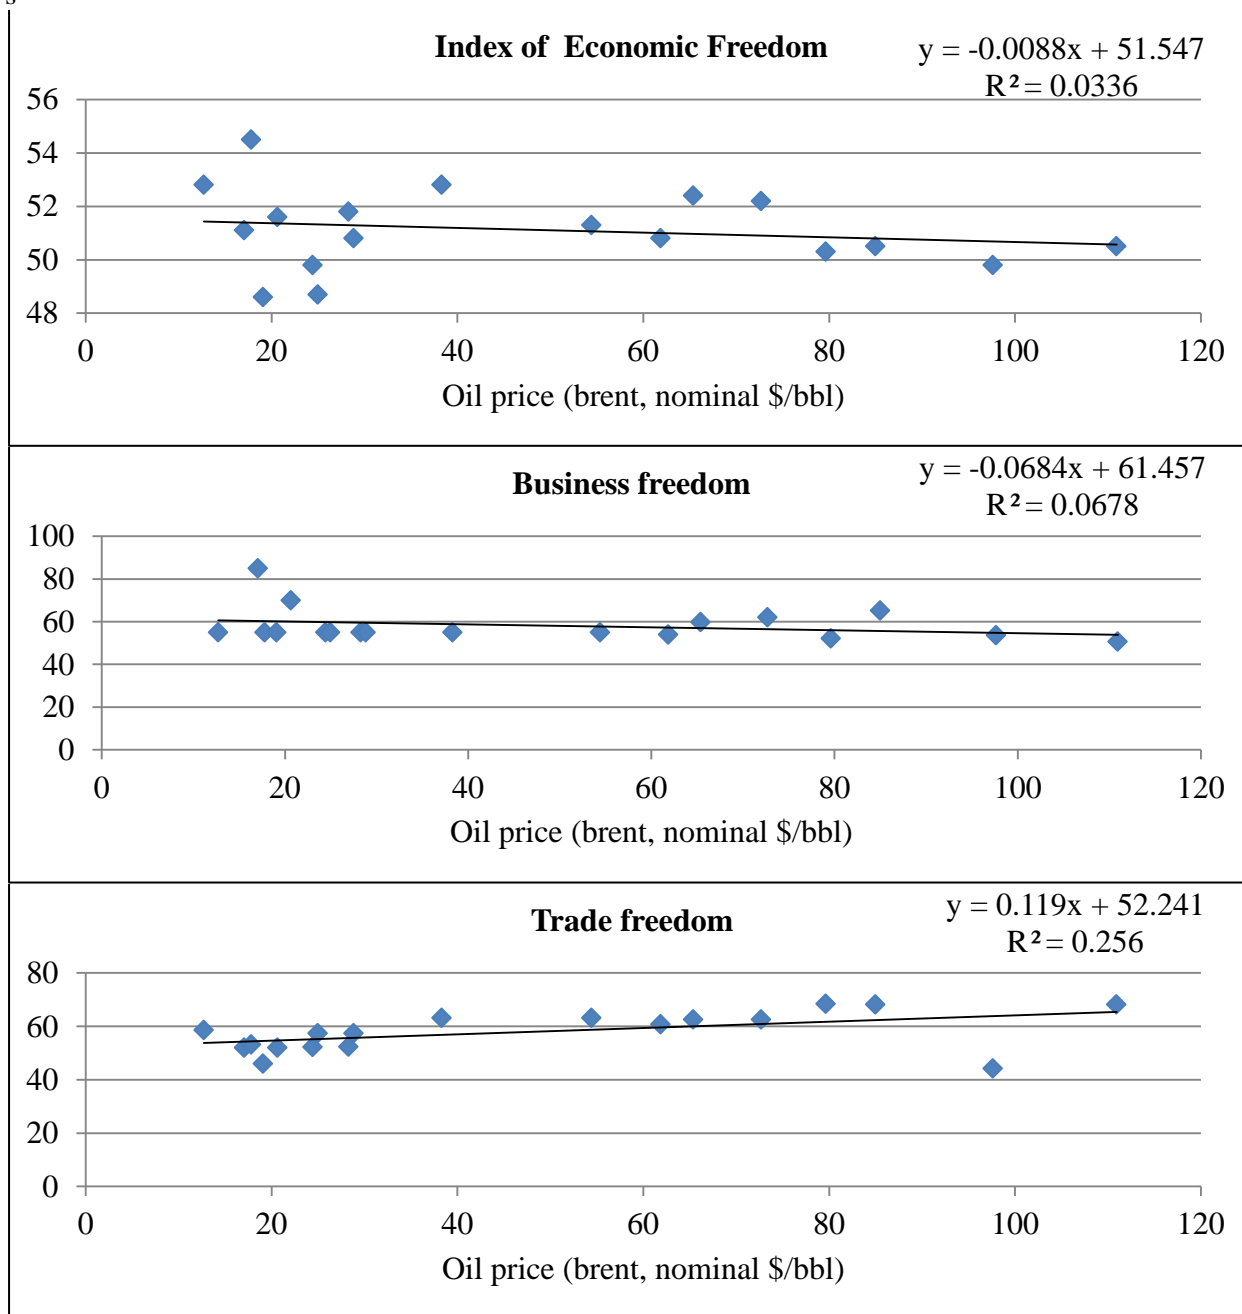 s
Index of Economic Freedom
y = -0.0088x + 51.547
R² = 0.0336
56
54
52
50
48
0 20 40 60 80 100 120
Oil price (brent, nominal $/bbl)
Business freedom
y = -0.0684x + 61.457
R² = 0.0678
100
80
60
40
20
0
0 20 40 60 80 100 120
Oil price (brent, nominal $/bbl)
Trade freedom
y = 0.119x + 52.241
R² = 0.256
80
60
40
20
0
0 20 40 60 80 100 120
Oil price (brent, nominal $/bbl)